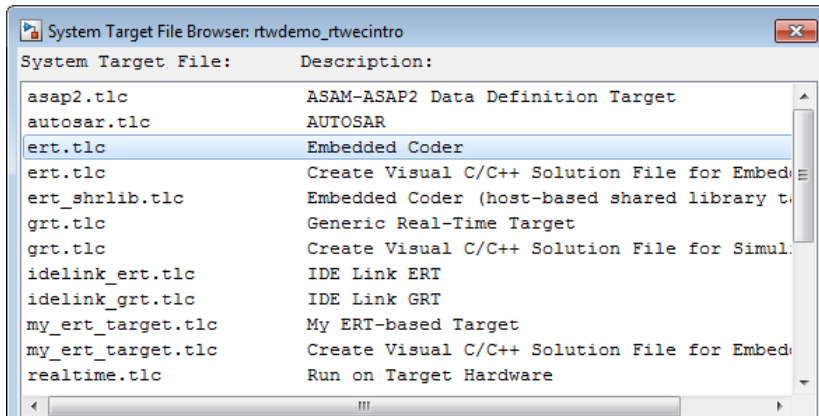 System Target File Browser: rtwdemo_rtwecintro
System Target File: Description:
asap2.tlc ASAM-ASAP2 Data Definition Target
autosar.tlc AUTOSAR
ert.tlc Embedded Coder
ert.tlc Create Visual C/C++ Solution File for
ert_shrlib.tlc Embedded Coder (host-based shared library
grt.tlc Generic Real-Time Target
grt.tlc Create Visual C/C++ Solution File for
idelink_ert.tlc IDE Link ERT
idelink_grt.tlc IDE Link GRT
my_ert_target.tlc My ERT-based Target
my_ert_target.tlc Create Visual C/C++ Solution File for
realtime.tlc Run on Target Hardware